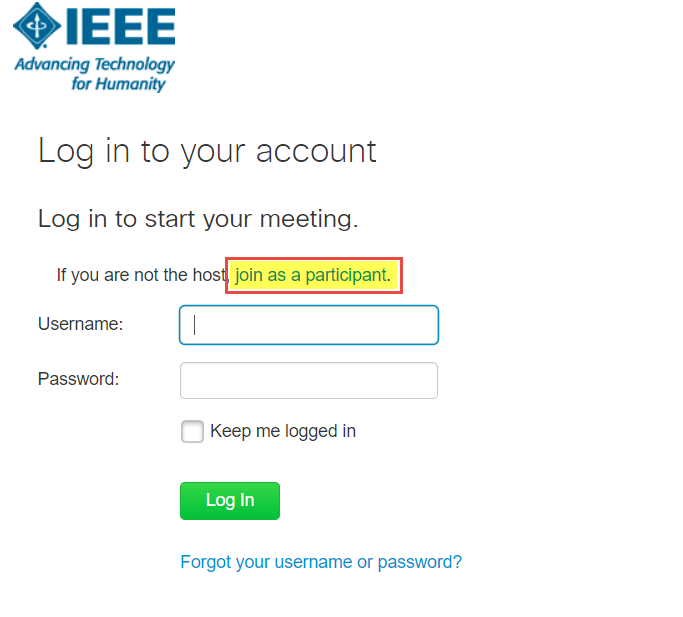 IEEE
Advancing Technology
for Humanity
Log in to your account
Log in to start your meeting.
If you are not the host, join as a participant.
Username:
Password:
Keep me logged in
Log In
Forgot your username or password?